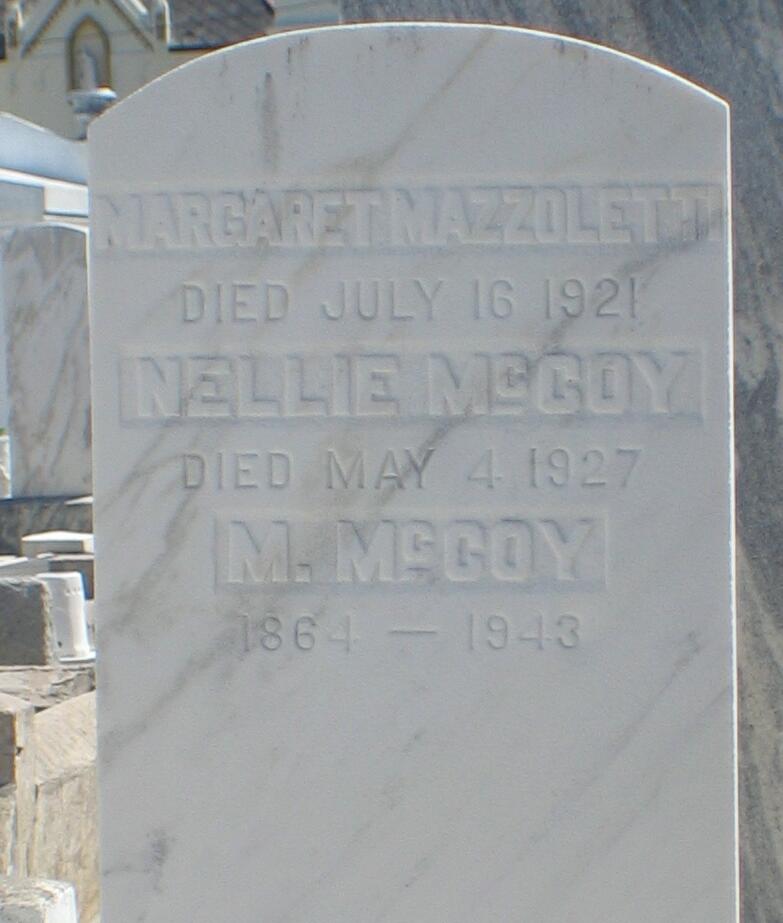 MARGARET MAZZOLETTI
DIED JULY 16 1921
NELLIE McCOY
DIED MAY 4 1927
M. McCOY
1864 — 1943